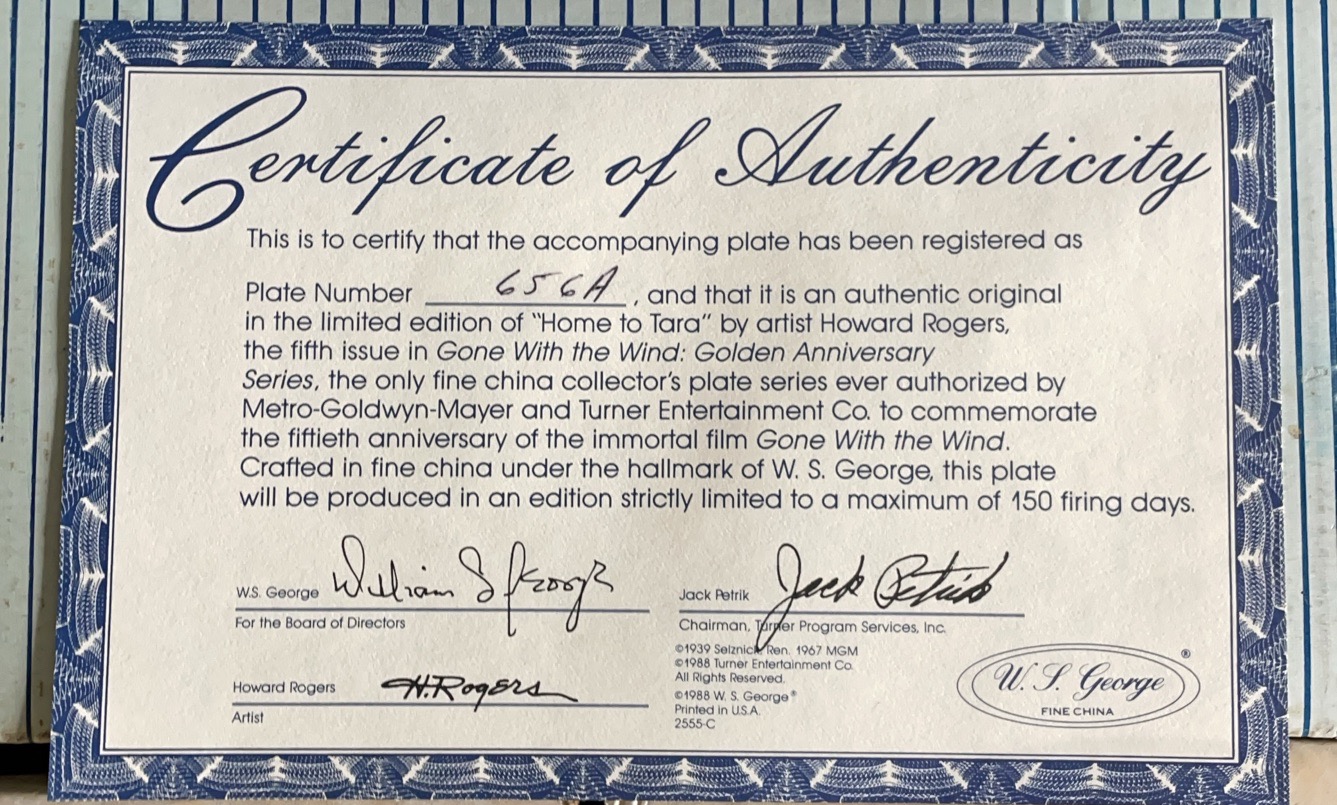 Certificate of Authenticity
This is to certify that the accompanying plate has been registered as
Plate Number 656A, and that it is an authentic original
in the limited edition of "Home to Tara" by artist Howard Rogers,
the fifth issue in Gone With the Wind: Golden Anniversary
Series, the only fine china collector's plate series ever authorized by
Metro-Goldwyn-Mayer and Turner Entertainment Co. to commemorate
the fiftieth anniversary of the immortal film Gone With the Wind.
Crafted in fine china under the hallmark of W. S. George, this plate
will be produced in an edition strictly limited to a maximum of 150 firing days.
W.S. George William S George
For the Board of Directors
Jack Petrik Jack Petrik
Chairman, Turner Program Services, Inc.
Howard Rogers H. Rogers
Artist
©1939 Selznick Ren. 1967 MGM
©1988 Turner Entertainment Co.
All Rights Reserved.
©1988 W. S. George®
Printed in U.S.A.
2555-C
W. S. George ®
FINE CHINA